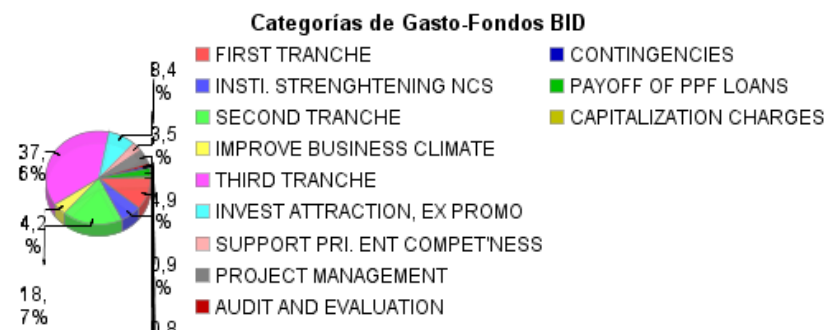 Categorías de Gasto-Fondos BID
FIRST TRANCHE
INSTI. STRENGHTENING NCS
SECOND TRANCHE
IMPROVE BUSINESS CLIMATE
THIRD TRANCHE
INVEST ATTRACTION, EX PROMO
SUPPORT PRI. ENT COMPET'NESS
PROJECT MANAGEMENT
AUDIT AND EVALUATION
CONTINGENCIES
PAYOFF OF PPF LOANS
CAPITALIZATION CHARGES
8,4
%
3,5
%
37,
6%
4,9
%
4,2
%
0,9
%
18,
7%
0,8